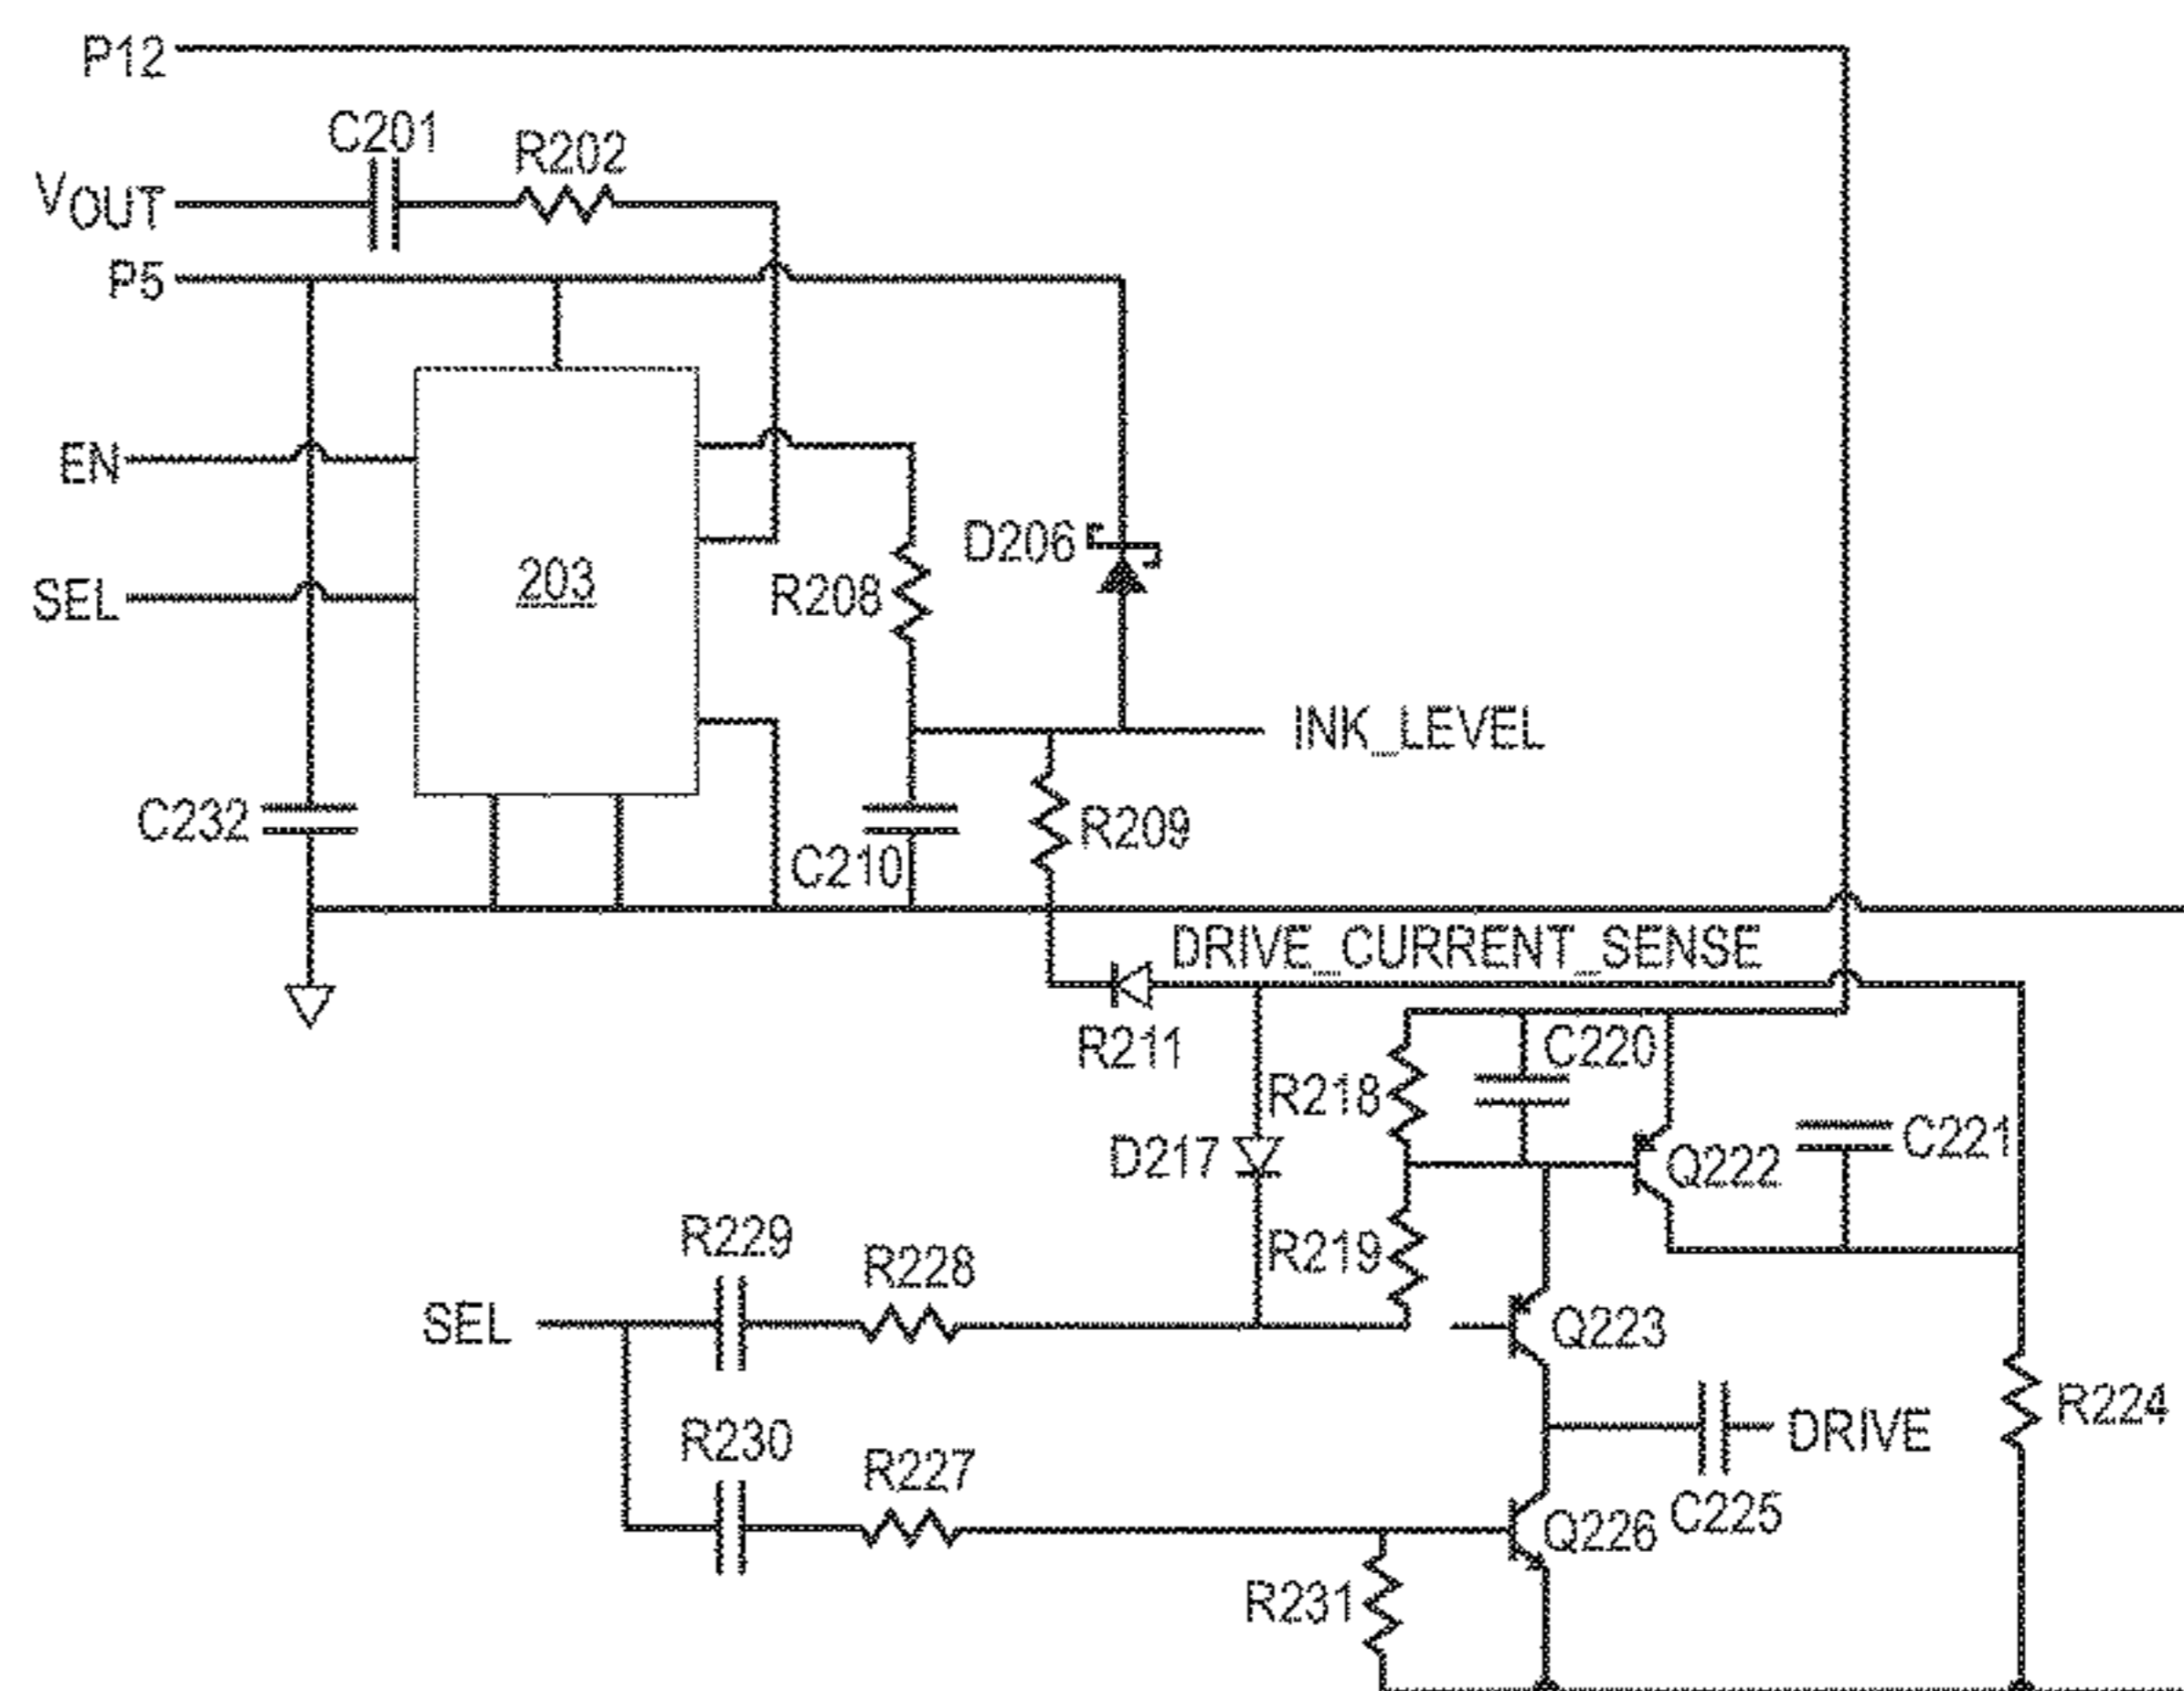 P12
C201
R202
VOUT
P5
EN
D206
203
R208
SEL
INK_LEVEL
C232
R209
C210
DRIVE_CURRENT_SENSE
R211
C220
R218
C221
D217
Q222
R229
R228
R219
SEL
Q223
R224
R230
R227
DRIVE
C225
Q226
R231